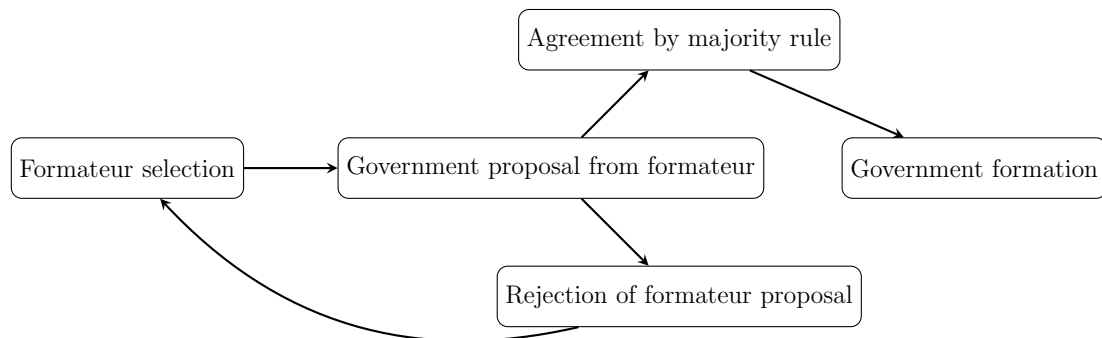 Agreement by majority rule
Formateur selection
Government proposal from formateur
Government formation
Rejection of formateur proposal